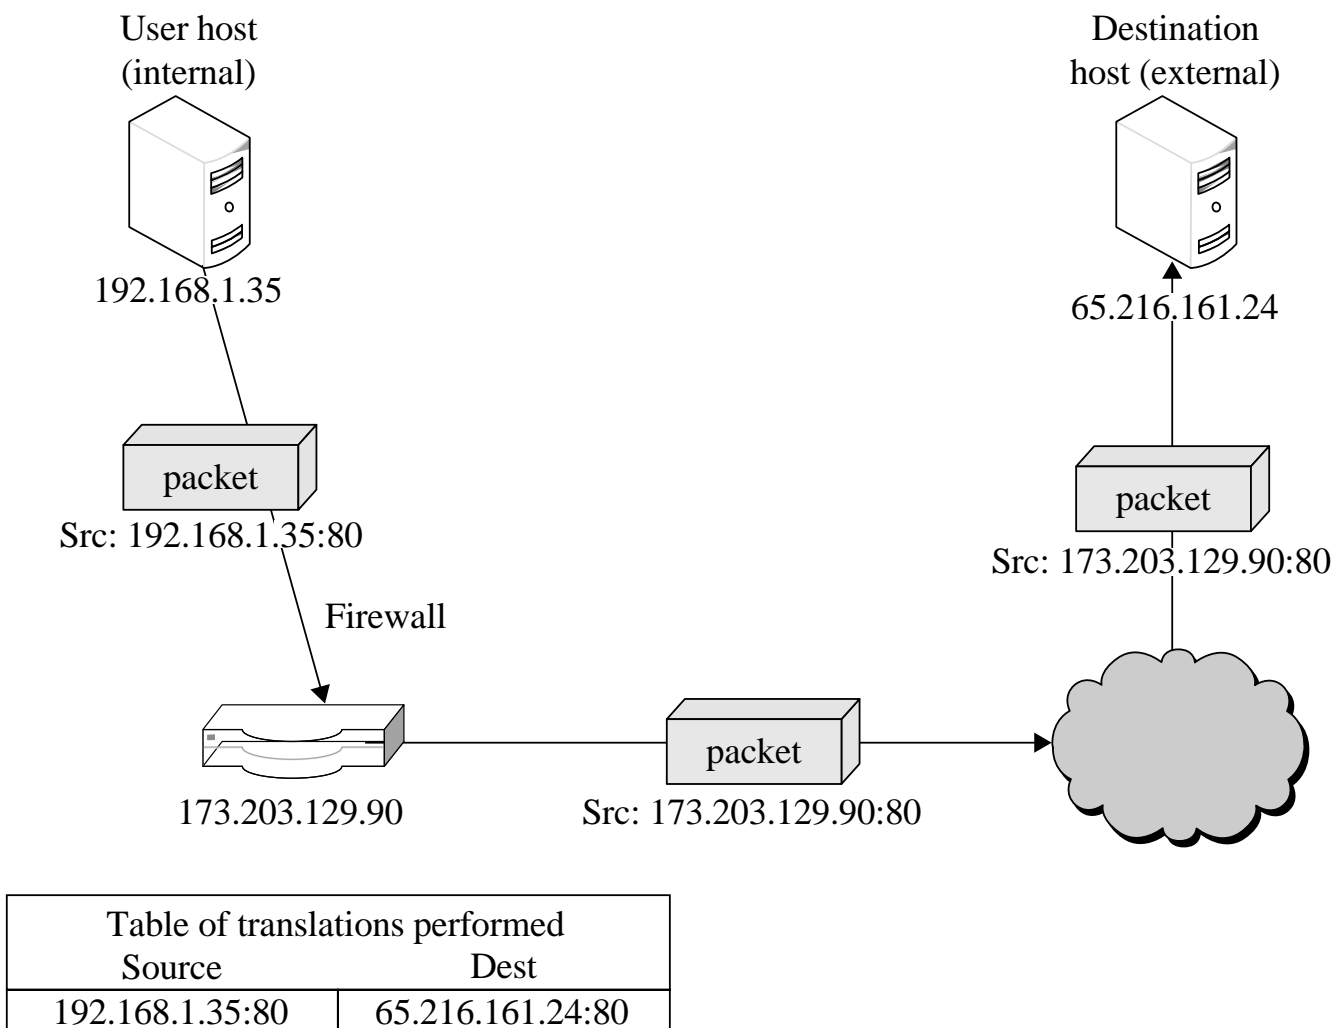 User host
(internal)
Destination
host (external)
192.168.1.35
65.216.161.24
packet
Src: 192.168.1.35:80
packet
Src: 173.203.129.90:80
Firewall
packet
173.203.129.90
Src: 173.203.129.90:80
Table of translations performed
Source Dest
192.168.1.35:80 65.216.161.24:80